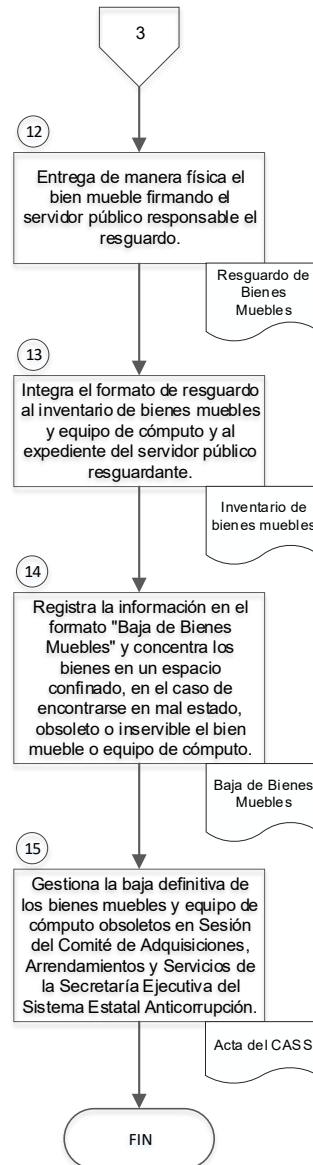 3
12
Entrega de manera física el
bien mueble firmando el
servidor público responsable el
resguardo.
Resguardo de
Bienes
Muebles
13
Integra el formato de resguardo
al inventario de bienes muebles
y equipo de cómputo y al
expediente del servidor público
resguardante.
Inventario de
bienes muebles
14
Registra la información en el
formato "Baja de Bienes
Muebles" y concentra los
bienes en un espacio
confinado, en el caso de
encontrarse en mal estado,
obsoleto o inservible el bien
mueble o equipo de cómputo.
Baja de Bienes
Muebles
15
Gestiona la baja definitiva de
los bienes muebles y equipo de
cómputo obsoletos en Sesión
del Comité de Adquisiciones,
Arrendamientos y Servicios de
la Secretaría Ejecutiva del
Sistema Estatal Anticorrupción.
Acta del CASS
FIN